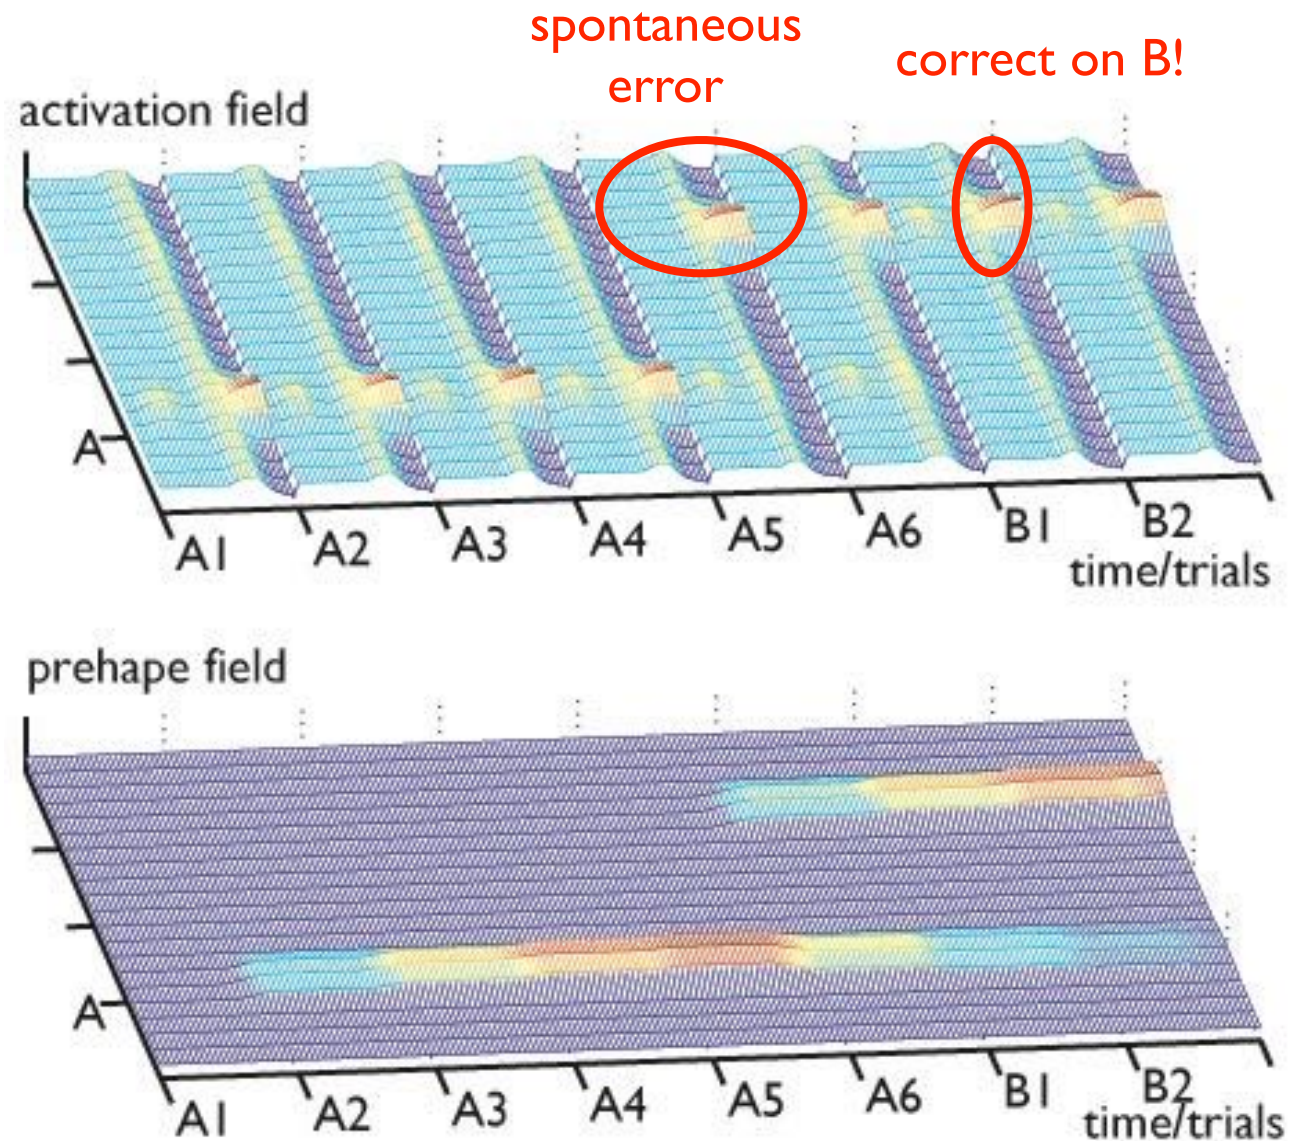 spontaneous
error
correct on B!
activation field
A
A1 A2 A3 A4 A5 A6 B1 B2
time/trials
prehape field
A
A1 A2 A3 A4 A5 A6 B1 B2
time/trials